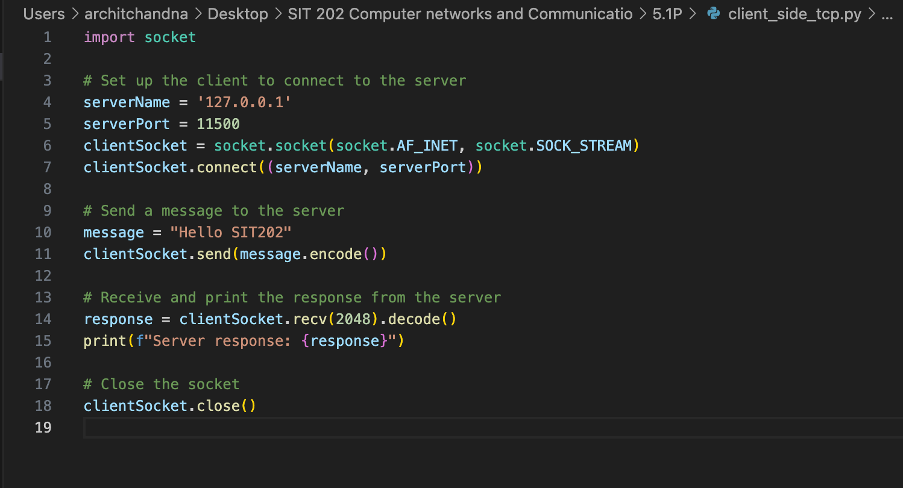 Users > architchandna > Desktop > SIT 202 Computer networks and Communicatio > 5.1P > client_side_tcp.py > ...
1 import socket
2
3 # Set up the client to connect to the server
4 serverName = '127.0.0.1'
5 serverPort = 11500
6 clientSocket = socket.socket(socket.AF_INET, socket.SOCK_STREAM)
7 clientSocket.connect((serverName, serverPort))
8
9 # Send a message to the server
10 message = "Hello SIT202"
11 clientSocket.send(message.encode())
12
13 # Receive and print the response from the server
14 response = clientSocket.recv(2048).decode()
15 print(f"Server response: {response}")
16
17 # Close the socket
18 clientSocket.close()
19